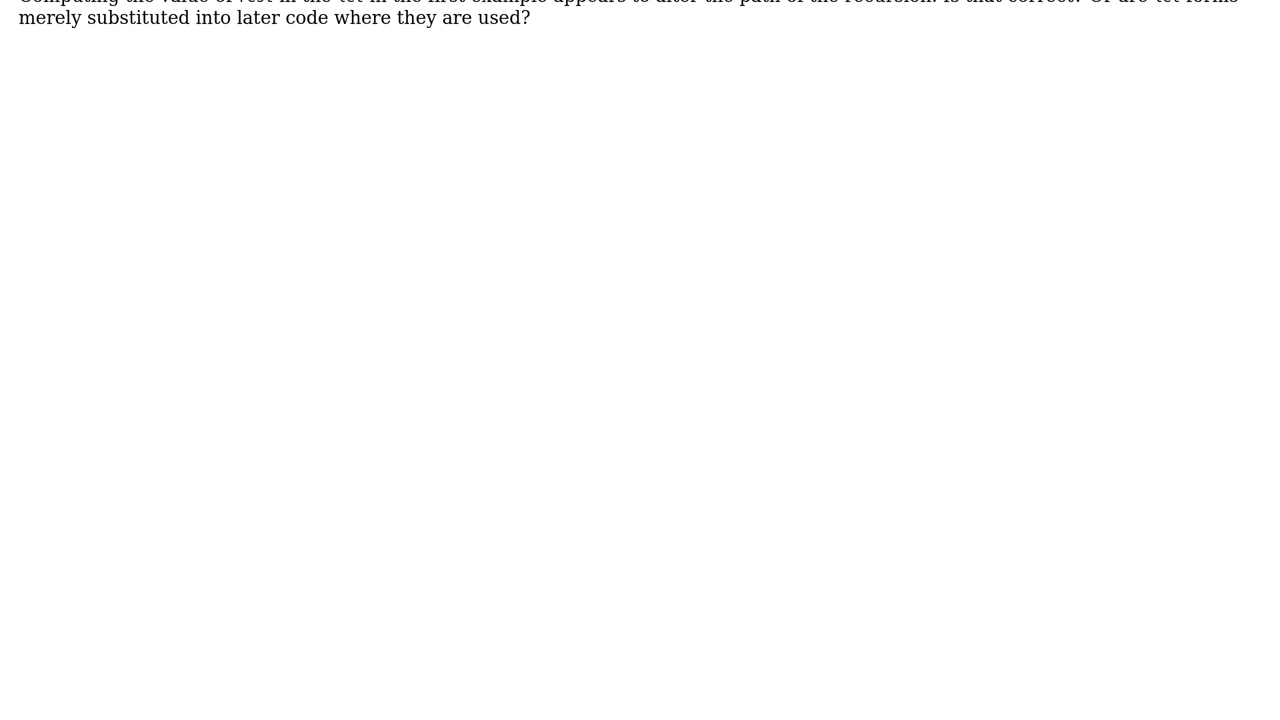 Computing the value of rest in the let in the first example appears to alter the path of the recursion. Is that correct? Or are let forms
merely substituted into later code where they are used?